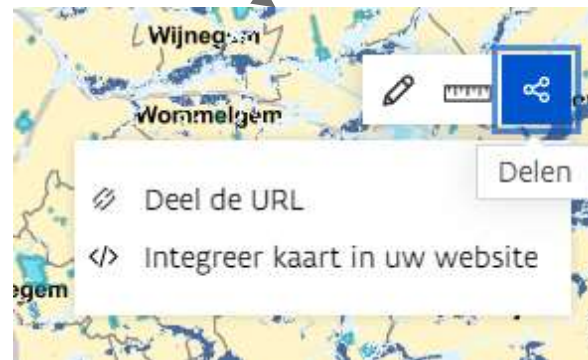 Wijnegem
Wommelgem
Delen
Deel de URL
Integreer kaart in uw website
egem